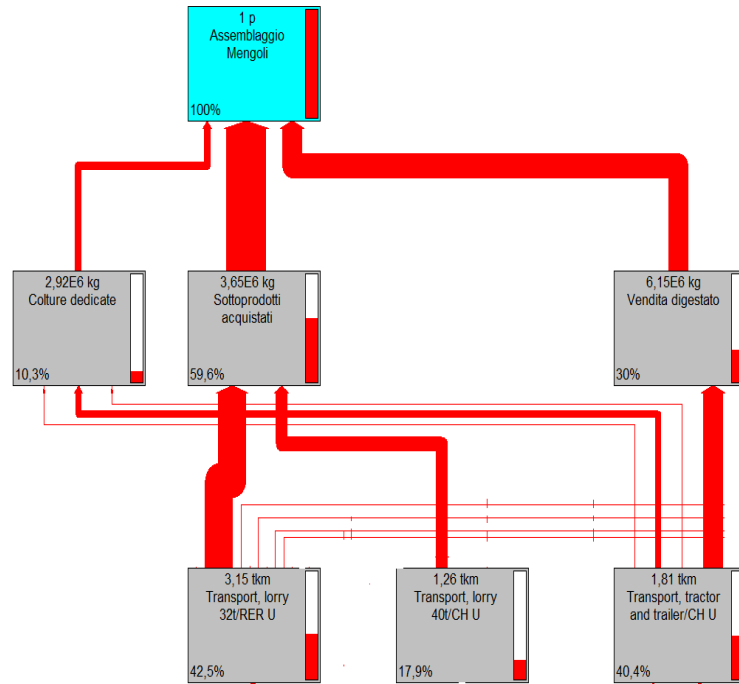 1 p
Assemblaggio
Mengoli
100%
2,92E6 kg
Colture dedicate
10,3%
3,65E6 kg
Sottoprodotti
acquistati
59,6%
6,15E6 kg
Vendita digestato
30%
3,15 tkm
Transport, lorry
32t/RER U
42,5%
1,26 tkm
Transport, lorry
40t/CH U
17,9%
1,81 tkm
Transport, tractor
and trailer/CH U
40,4%